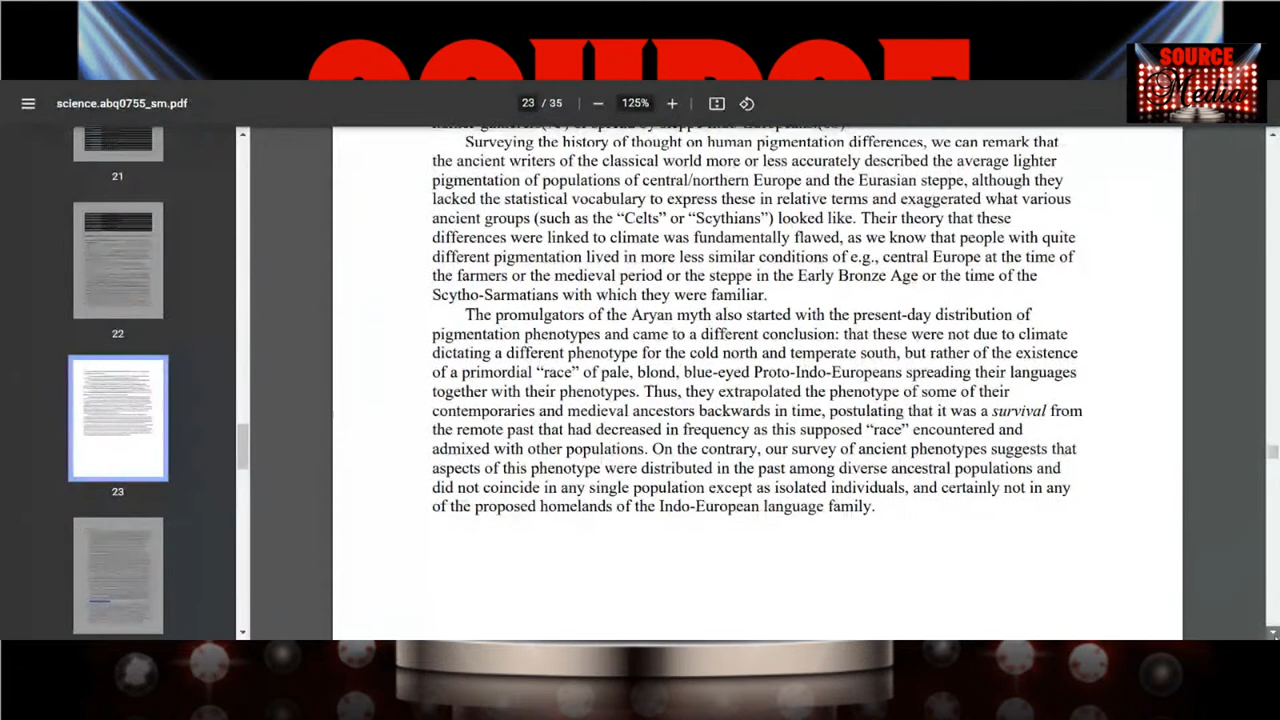 SOURCE
SOURCE
Media
science.abq0755_sm.pdf
23 / 35
125%
21
22
23
Surveying the history of thought on human pigmentation differences, we can remark that
the ancient writers of the classical world more or less accurately described the average lighter
pigmentation of populations of central/northern Europe and the Eurasian steppe, although they
lacked the statistical vocabulary to express these in relative terms and exaggerated what various
ancient groups (such as the “Celts” or “Scythians”) looked like. Their theory that these
differences were linked to climate was fundamentally flawed, as we know that people with quite
different pigmentation lived in more less similar conditions of e.g., central Europe at the time of
the farmers or the medieval period or the steppe in the Early Bronze Age or the time of the
Scytho-Sarmatians with which they were familiar.
The promulgators of the Aryan myth also started with the present-day distribution of
pigmentation phenotypes and came to a different conclusion: that these were not due to climate
dictating a different phenotype for the cold north and temperate south, but rather of the existence
of a primordial “race” of pale, blond, blue-eyed Proto-Indo-Europeans spreading their languages
together with their phenotypes. Thus, they extrapolated the phenotype of some of their
contemporaries and medieval ancestors backwards in time, postulating that it was a survival from
the remote past that had decreased in frequency as this supposed “race” encountered and
admixed with other populations. On the contrary, our survey of ancient phenotypes suggests that
aspects of this phenotype were distributed in the past among diverse ancestral populations and
did not coincide in any single population except as isolated individuals, and certainly not in any
of the proposed homelands of the Indo-European language family.